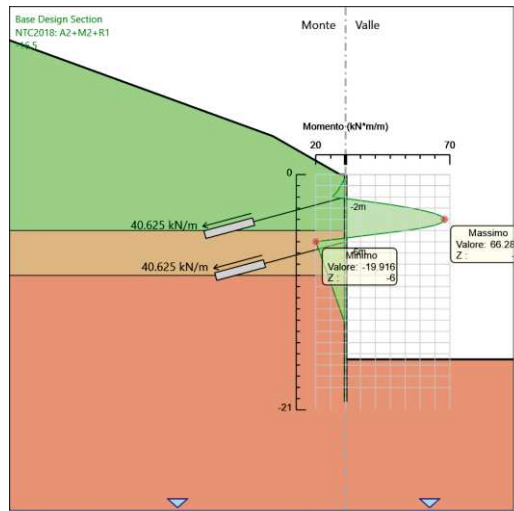 Base Design Section
NTC2018: A2+M2+R1
Monte
Valle
Momento (kN*m/m)
20
70
0
-2m
40.625 kN/m
Massimo
Valore: 66.28
Z :
40.625 kN/m
Minimo
Valore: -19.916
Z :
-6
-21